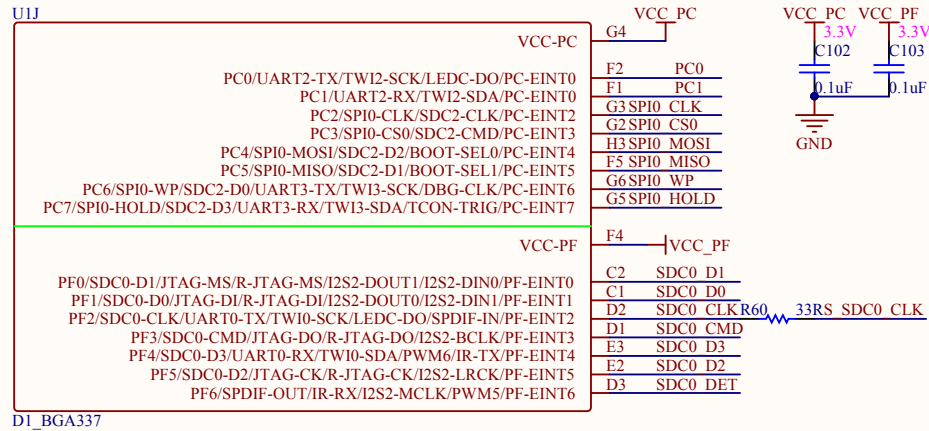 U1J
VCC_PC
VCC_PC VCC_PF
3.3V 3.3V
VCC-PC G4
C102 C103
0.1uF 0.1uF
GND
PC0/UART2-TX/TWI2-SCK/LEDC-DO/PC-EINT0 F2 PC0
PC1/UART2-RX/TWI2-SDA/PC-EINT0 F1 PC1
PC2/SPI0-CLK/SDC2-CLK/PC-EINT2 G3 SPI0_CLK
PC3/SPI0-CS0/SDC2-CMD/PC-EINT3 G2 SPI0_CS0
PC4/SPI0-MOSI/SDC2-D2/BOOT-SEL0/PC-EINT4 H3 SPI0_MOSI
PC5/SPI0-MISO/SDC2-D1/BOOT-SEL1/PC-EINT5 F5 SPI0_MISO
PC6/SPI0-WP/SDC2-D0/UART3-TX/TWI3-SCK/DBG-CLK/PC-EINT6 G6 SPI0_WP
PC7/SPI0-HOLD/SDC2-D3/UART3-RX/TWI3-SDA/TCON-TRIG/PC-EINT7 G5 SPI0_HOLD
VCC-PF F4 VCC_PF
PF0/SDC0-D1/JTAG-MS/R-JTAG-MS/I2S2-DOUT1/I2S2-DIN0/PF-EINT0 C2 SDC0_D1
PF1/SDC0-D0/JTAG-DI/R-JTAG-DI/I2S2-DOUT0/I2S2-DIN1/PF-EINT1 C1 SDC0_D0
PF2/SDC0-CLK/UART0-TX/TWI0-SCK/LEDC-DO/SPDIF-IN/PF-EINT2 D2 SDC0_CLK R60 33R S_SDC0_CLK
PF3/SDC0-CMD/JTAG-DO/R-JTAG-DO/I2S2-BCLK/PF-EINT3 D1 SDC0_CMD
PF4/SDC0-D3/UART0-RX/TWI0-SDA/PWM6/IR-TX/PF-EINT4 E3 SDC0_D3
PF5/SDC0-D2/JTAG-CK/R-JTAG-CK/I2S2-LRCK/PF-EINT5 E2 SDC0_D2
PF6/SPDIF-OUT/IR-RX/I2S2-MCLK/PWM5/PF-EINT6 D3 SDC0_DET
D1_BGA337